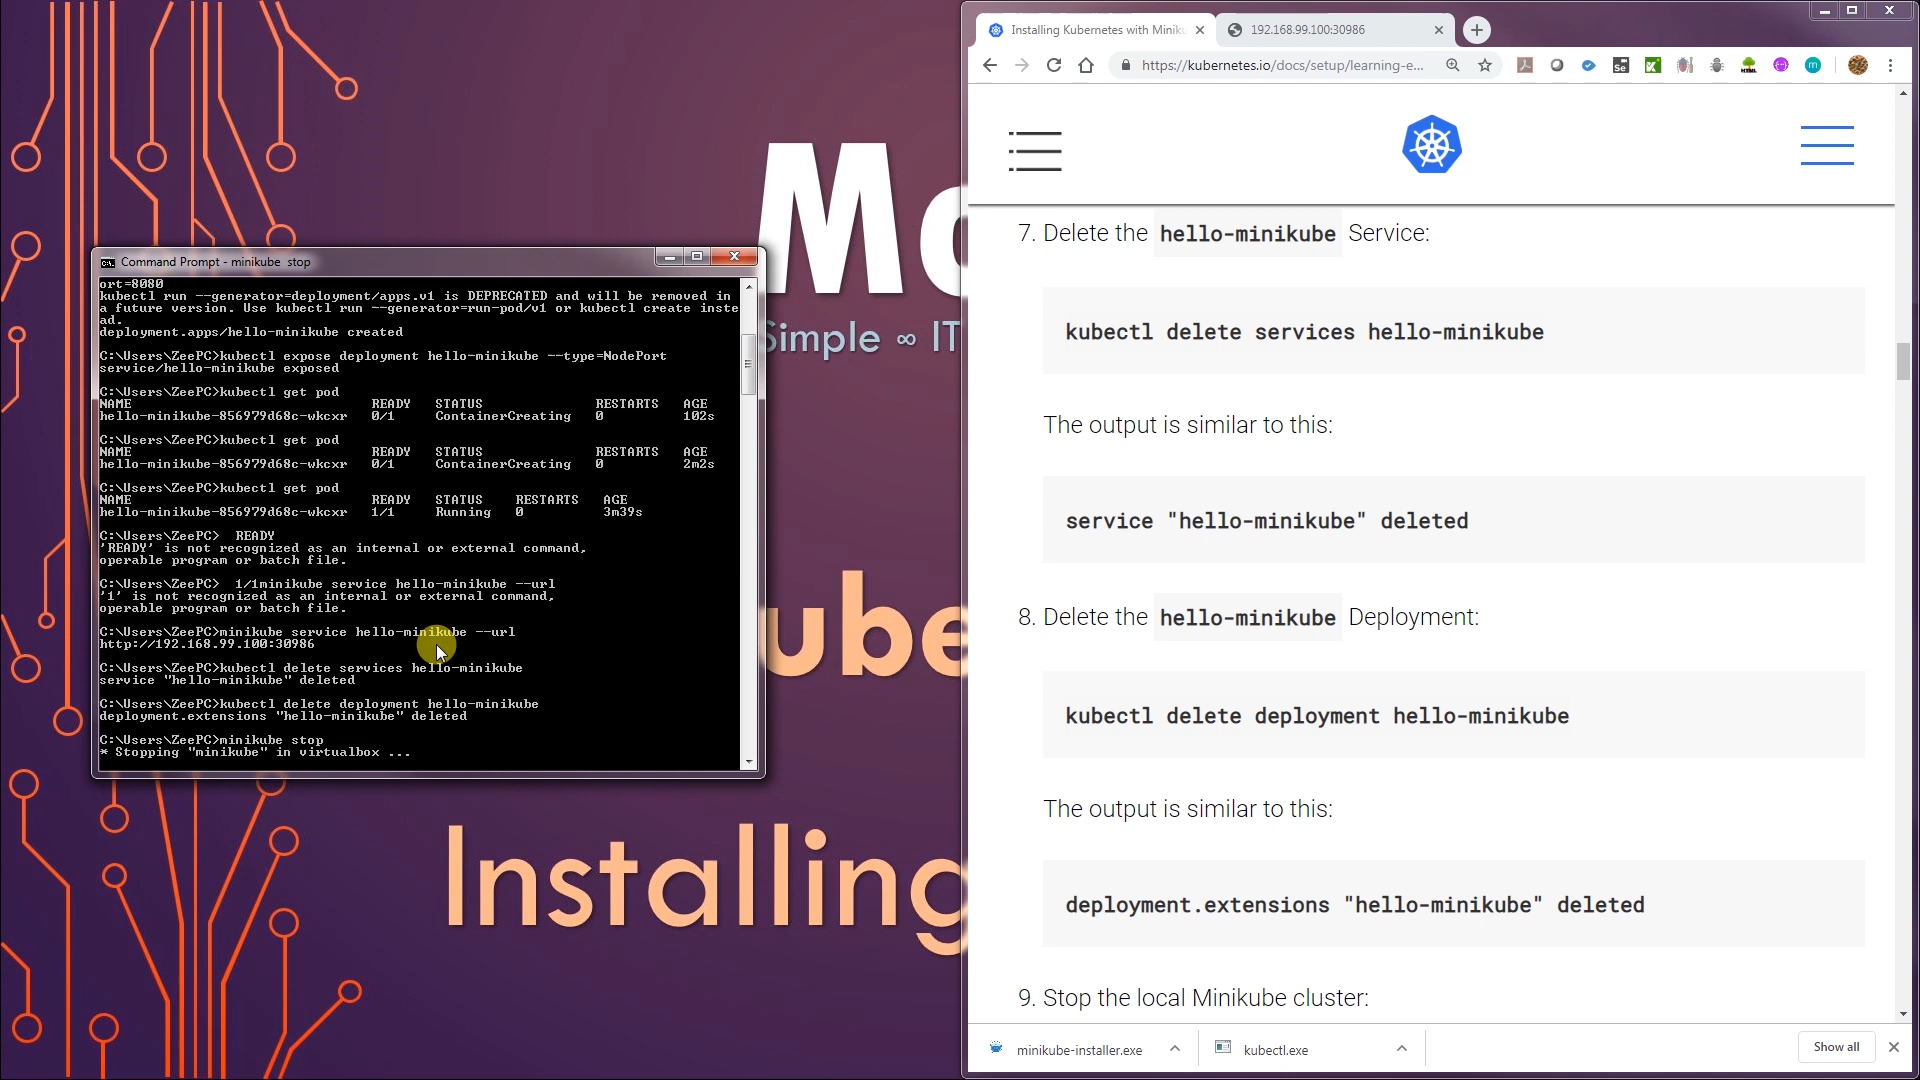 Mo
Simple ∞ IT
ube
Installing
Command Prompt - minikube  stop
ort=8080
kubectl run --generator=deployment/apps.v1 is DEPRECATED and will be removed in
a future version. Use kubectl run --generator=run-pod/v1 or kubectl create inste
ad.
deployment.apps/hello-minikube created
C:\Users\ZeePC>kubectl expose deployment hello-minikube --type=NodePort
service/hello-minikube exposed
C:\Users\ZeePC>kubectl get pod
NAME READY STATUS RESTARTS AGE
hello-minikube-856979d68c-wkcxr 0/1 ContainerCreating 0 102s
C:\Users\ZeePC>kubectl get pod
NAME READY STATUS RESTARTS AGE
hello-minikube-856979d68c-wkcxr 0/1 ContainerCreating 0 2m2s
C:\Users\ZeePC>kubectl get pod
NAME READY STATUS RESTARTS AGE
hello-minikube-856979d68c-wkcxr 1/1 Running 0 3m39s
C:\Users\ZeePC>  READY
'READY' is not recognized as an internal or external command,
operable program or batch file.
C:\Users\ZeePC>  1/1minikube service hello-minikube --url
'1' is not recognized as an internal or external command,
operable program or batch file.
C:\Users\ZeePC>minikube service hello-minikube --url
http://192.168.99.100:30986
C:\Users\ZeePC>kubectl delete services hello-minikube
service "hello-minikube" deleted
C:\Users\ZeePC>kubectl delete deployment hello-minikube
deployment.extensions "hello-minikube" deleted
C:\Users\ZeePC>minikube stop
* Stopping "minikube" in virtualbox ...
Installing Kubernetes with Miniku
192.168.99.100:30986
https://kubernetes.io/docs/setup/learning-e...
7. Delete the hello-minikube Service:
kubectl delete services hello-minikube
The output is similar to this:
service "hello-minikube" deleted
8. Delete the hello-minikube Deployment:
kubectl delete deployment hello-minikube
The output is similar to this:
deployment.extensions "hello-minikube" deleted
9. Stop the local Minikube cluster:
minikube-installer.exe
kubectl.exe
Show all